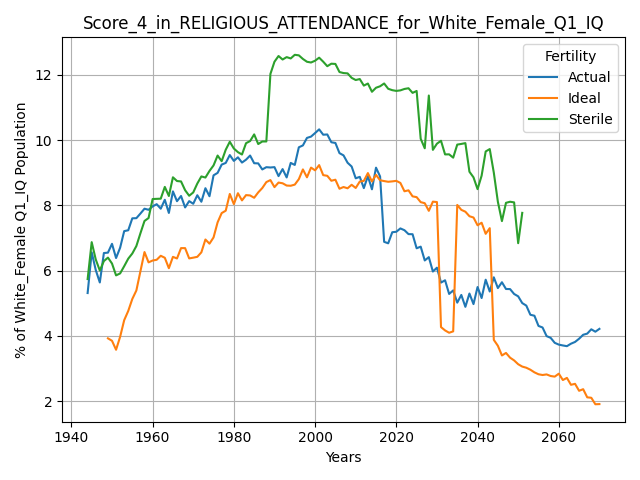 Score_4_in_RELIGIOUS_ATTENDANCE_for_White_Female_Q1_IQ
Fertility
Actual
Ideal
Sterile
% of White_Female Q1_IQ Population
12
10
8
6
4
2
1940 1960 1980 2000 2020 2040 2060
Years